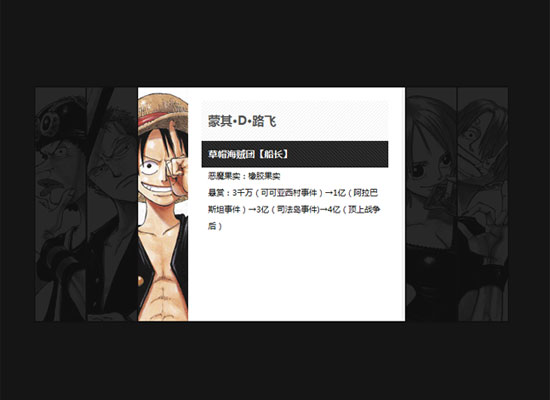 蒙其·D·路飞
草帽海贼团【船长】
恶魔果实：橡胶果实
悬赏：3千万（可可亚西村事件）→1亿（阿拉巴
斯坦事件）→3亿（司法岛事件)→4亿（顶上战争
后）